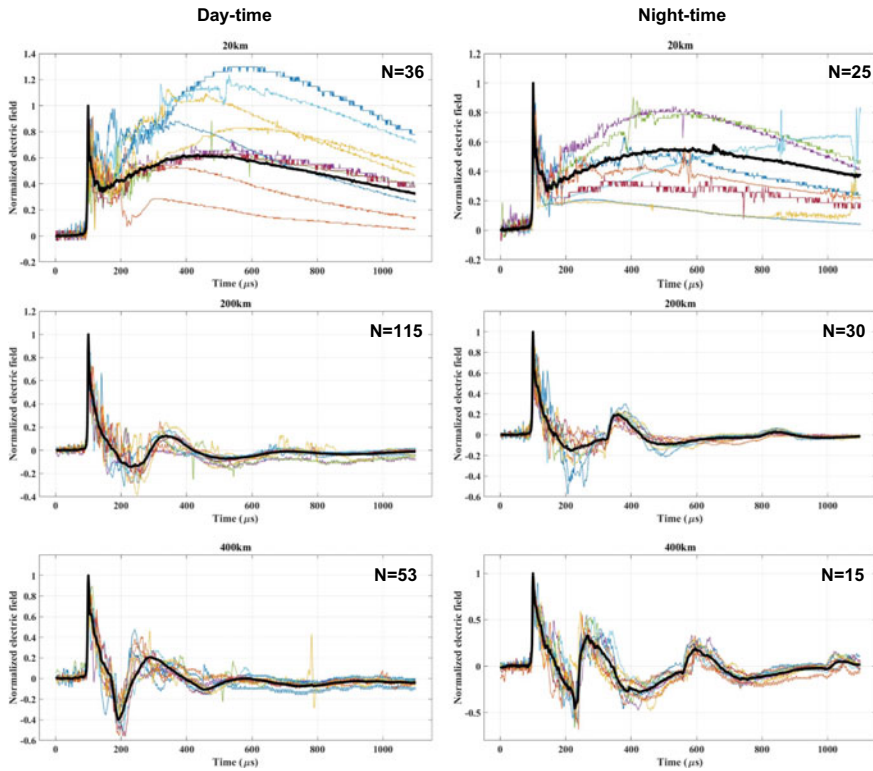 Day-time
Night-time
20km
N=36
Normalized electric field
1.4
1.2
1
0.8
0.6
0.4
0.2
0
-0.2
0 200 400 600 800 1000
Time (μs)
20km
N=25
Normalized electric field
1.2
1
0.8
0.6
0.4
0.2
0
-0.2
0 200 400 600 800 1000
Time (μs)
200km
N=115
Normalized electric field
1.2
1
0.8
0.6
0.4
0.2
0
-0.2
-0.4
0 200 400 600 800 1000
Time (μs)
200km
N=30
Normalized electric field
1
0.8
0.6
0.4
0.2
0
-0.2
-0.4
-0.6
0 200 400 600 800 1000
Time (μs)
400km
N=53
Normalized electric field
1
0.8
0.6
0.4
0.2
0
-0.2
-0.4
-0.6
0 200 400 600 800 1000
Time (μs)
400km
N=15
Normalized electric field
1
0.5
0
-0.5
0 200 400 600 800 1000
Time (μs)